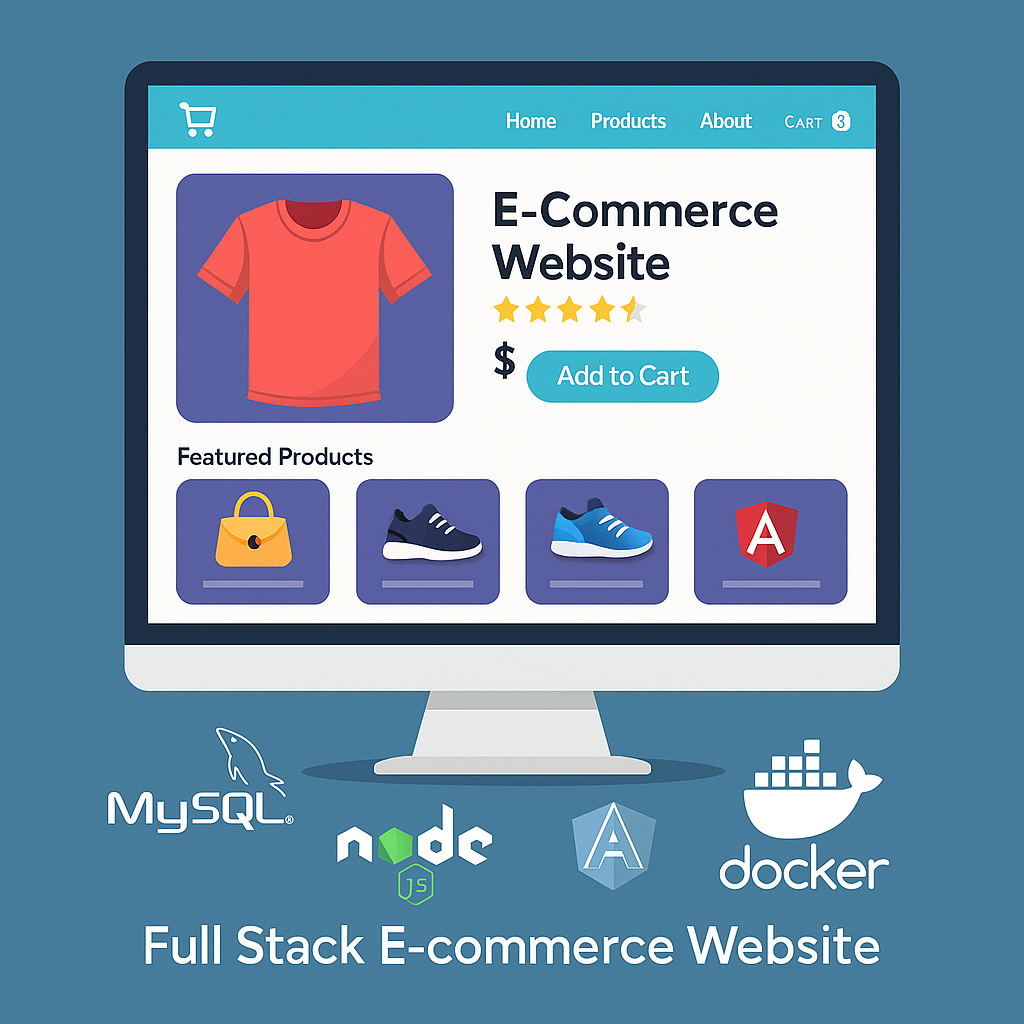 Home Products About CART 3
E-Commerce
Website
$
Add to Cart
Featured Products
A
MySQL®
node
JS
A
docker
Full Stack E-commerce Website